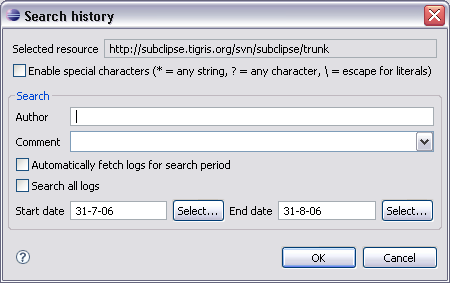 Search history
Selected resource http://subclipse.tigris.org/svn/subclipse/trunk
Enable special characters (* = any string, ? = any character, \ = escape for literals)
Search
Author
Comment
Automatically fetch logs for search period
Search all logs
Start date 31-7-06 Select... End date 31-8-06 Select...
? OK Cancel